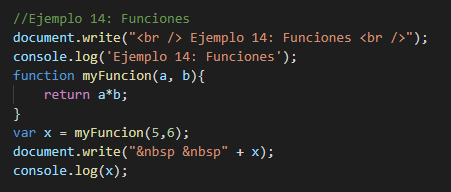 //Ejemplo 14: Funciones
document.write("<br /> Ejemplo 14: Funciones <br />");
console.log('Ejemplo 14: Funciones');
function myFuncion(a, b){
    return a*b;
}
var x = myFuncion(5,6);
document.write("&nbsp &nbsp" + x);
console.log(x);